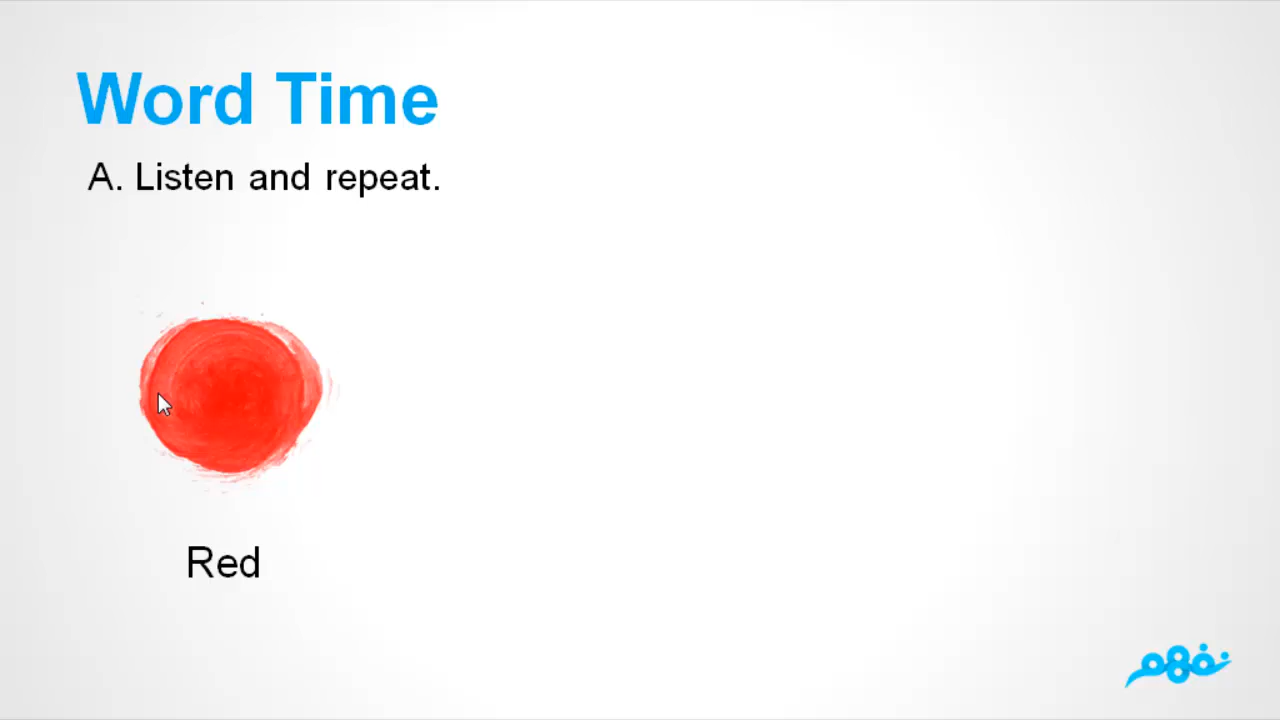 Word Time
A. Listen and repeat.
Red
نفهم